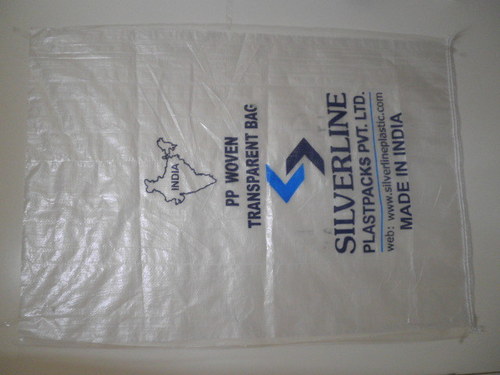 INDIA
PP WOVEN
TRANSPARENT BAG
SILVERLINE
PLASTPACKS PVT. LTD.
web: www.silverlineplastic.com
MADE IN INDIA